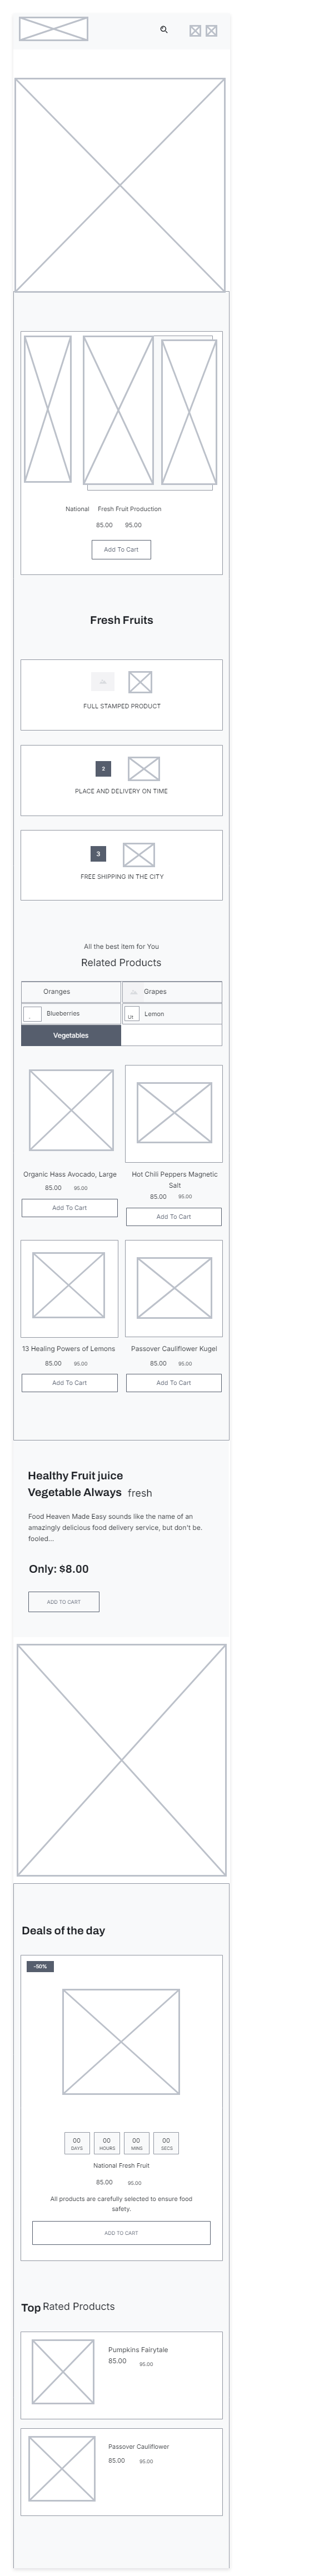 National Fresh Fruit Production
85.00 95.00
Add To Cart
Fresh Fruits
FULL STAMPED PRODUCT
2
PLACE AND DELIVERY ON TIME
3
FREE SHIPPING IN THE CITY
All the best item for You
Related Products
Oranges
Grapes
Blueberries
Lemon
Vegetables
Organic Hass Avocado, Large
85.00 95.00
Add To Cart
Hot Chili Peppers Magnetic
Salt
85.00 95.00
Add To Cart
13 Healing Powers of Lemons
85.00 95.00
Add To Cart
Passover Cauliflower Kugel
85.00 95.00
Add To Cart
Healthy Fruit juice
Vegetable Always fresh
Food Heaven Made Easy sounds like the name of an
amazingly delicious food delivery service, but don't be.
fooled...
Only: $8.00
ADD TO CART
Deals of the day
-50%
00 00 00 00
DAYS HOURS MINS SECS
National Fresh Fruit
85.00 95.00
All products are carefully selected to ensure food
safety.
ADD TO CART
Top Rated Products
Pumpkins Fairytale
85.00 95.00
Passover Cauliflower
85.00 95.00